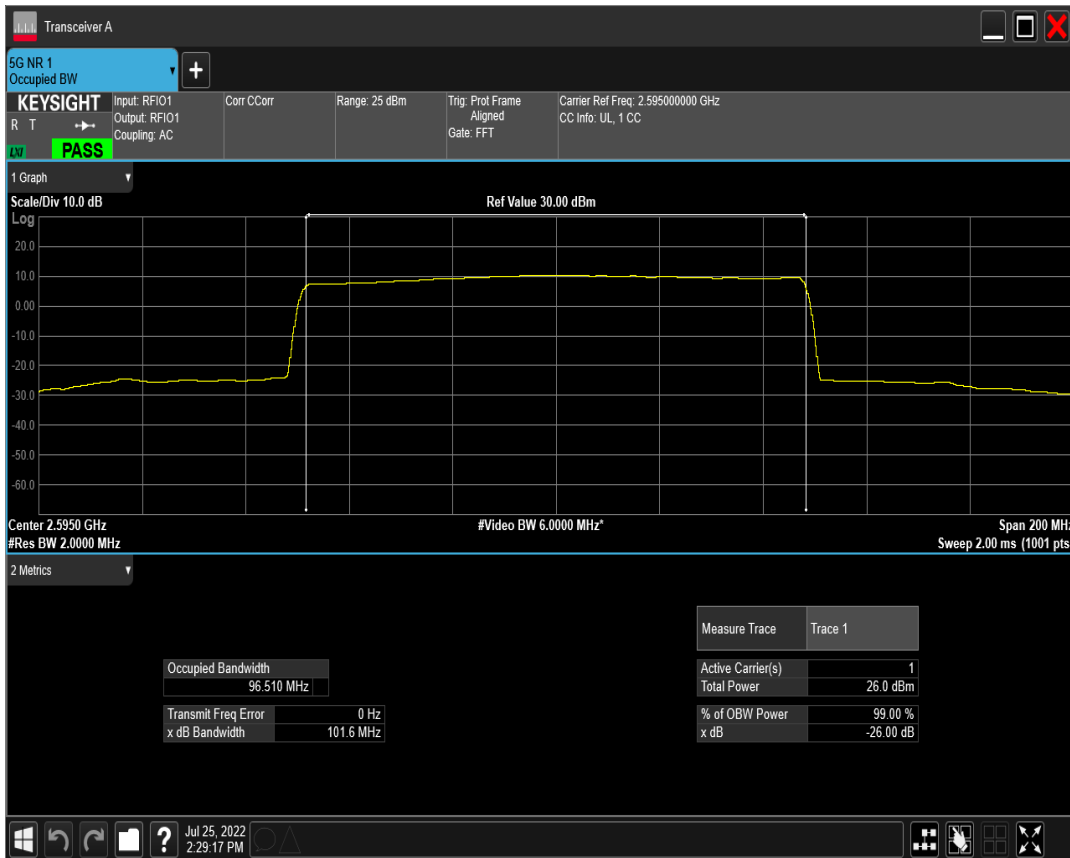 Transceiver A
5G NR 1
Occupied BW
+
KEYSIGHT
R T
LXI
PASS
Input: RFIO1
Output: RFIO1
Coupling: AC
Corr CCorr
Range: 25 dBm
Trig: Prot Frame
Aligned
Gate: FFT
Carrier Ref Freq: 2.595000000 GHz
CC Info: UL, 1 CC
1 Graph
Scale/Div 10.0 dB
Ref Value 30.00 dBm
Log
20.0
10.0
0.00
-10.0
-20.0
-30.0
-40.0
-50.0
-60.0
Center 2.5950 GHz
#Video BW 6.0000 MHz*
Span 200 MHz
#Res BW 2.0000 MHz
Sweep 2.00 ms (1001 pts
2 Metrics
Measure Trace Trace 1
Occupied Bandwidth
96.510 MHz
Active Carrier(s) 1
Total Power 26.0 dBm
Transmit Freq Error 0 Hz
x dB Bandwidth 101.6 MHz
% of OBW Power 99.00 %
x dB -26.00 dB
?
Jul 25, 2022
2:29:17 PM